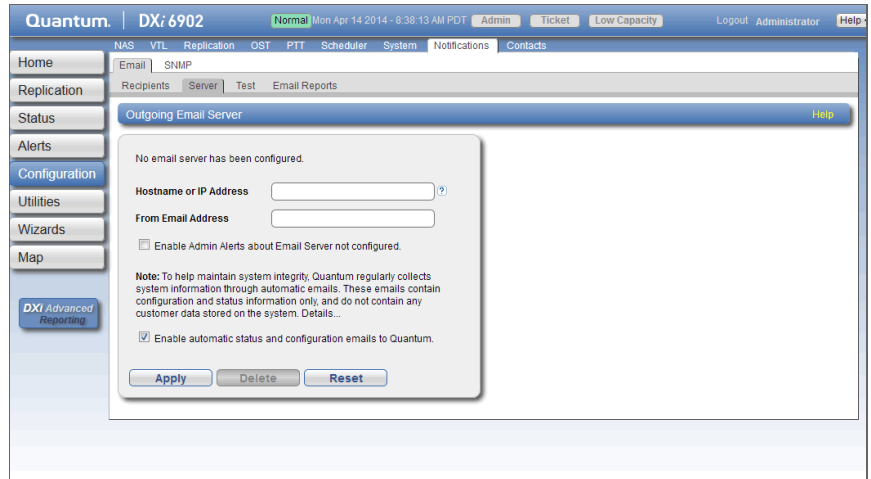 Quantum. DXi 6902 Normal Mon Apr 14 2014 - 8:38:13 AM PDT Admin Ticket Low Capacity Logout Administrator Help
NAS VTL Replication OST PTT Scheduler System Notifications Contacts
Email SNMP
Recipients Server Test Email Reports
Home
Replication
Status
Alerts
Configuration
Utilities
Wizards
Map
DXi Advanced
Reporting
Outgoing Email Server Help
No email server has been configured.
Hostname or IP Address ?
From Email Address
Enable Admin Alerts about Email Server not configured.
Note: To help maintain system integrity, Quantum regularly collects
system information through automatic emails. These emails contain
configuration and status information only, and do not contain any
customer data stored on the system. Details...
Enable automatic status and configuration emails to Quantum.
Apply Delete Reset